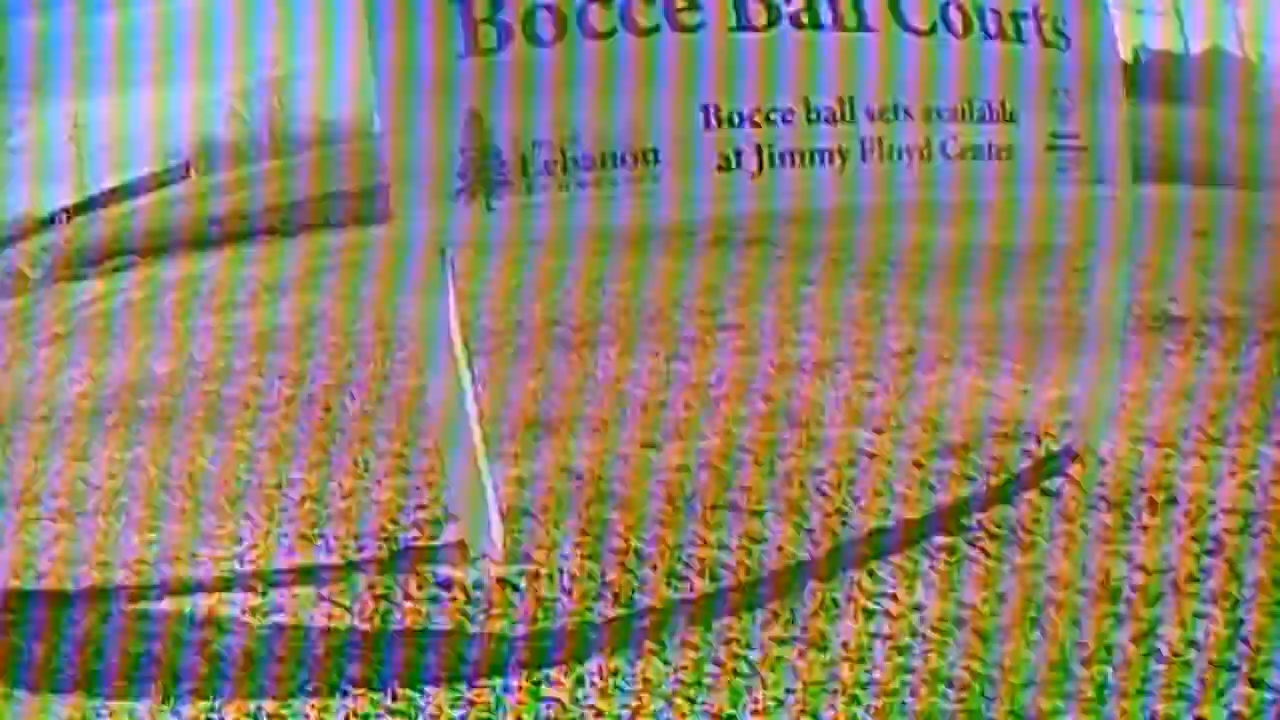 Bocce Ball Courts
Bocce ball sets available
at Jimmy Floyd Center
Lebanon